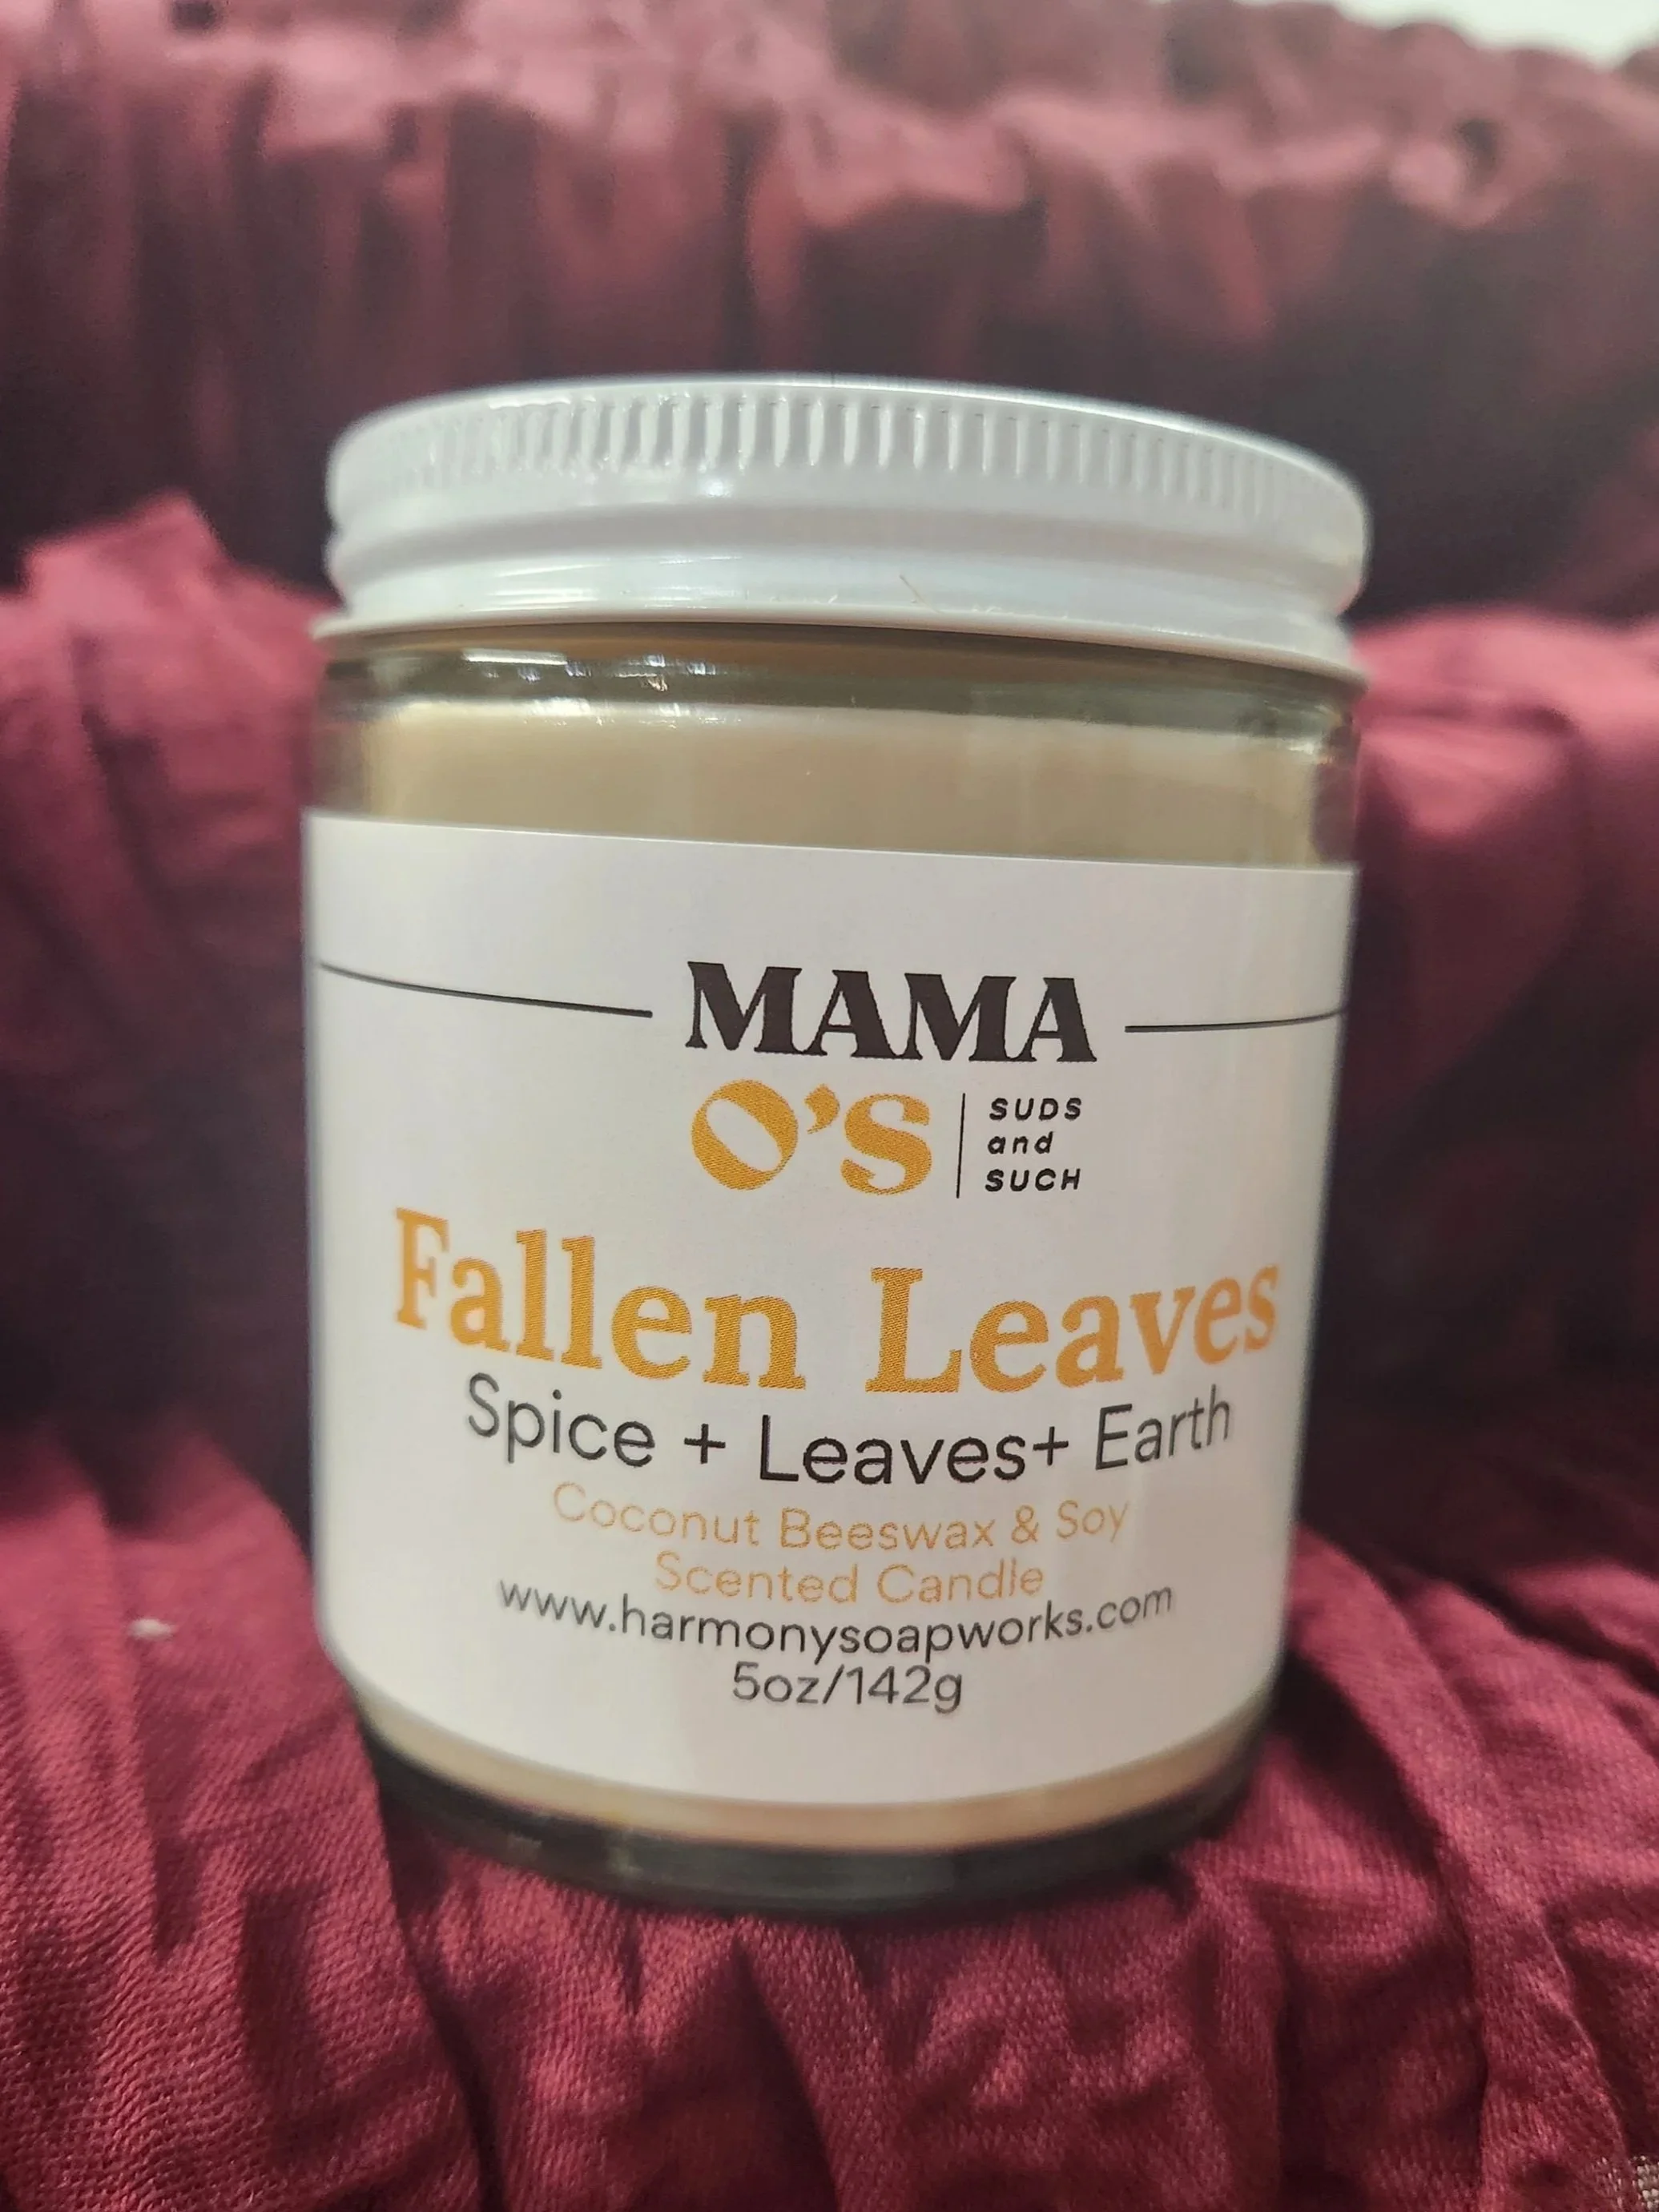 MAMA
O'S
SUDS
and
SUCH
Fallen Leaves
Spice + Leaves+ Earth
Coconut Beeswax & Soy
Scented Candle
www.harmonysoapworks.com
5oz/142g